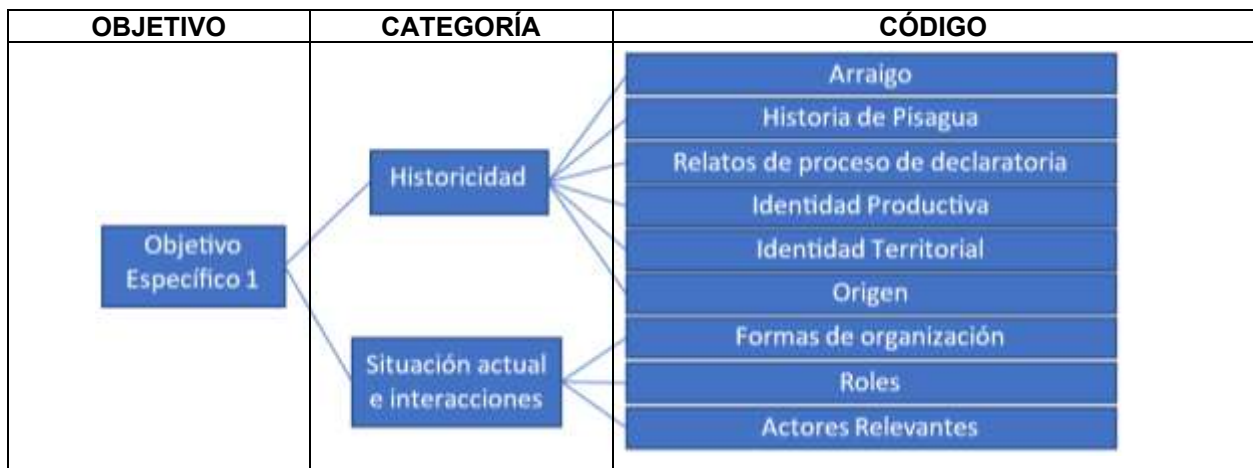 OBJETIVO
CATEGORÍA
CÓDIGO
Objetivo
Específico 1
Historicidad
Situación actual
e interacciones
Arraigo
Historia de Pisagua
Relatos de proceso de declaratoria
Identidad Productiva
Identidad Territorial
Origen
Formas de organización
Roles
Actores Relevantes